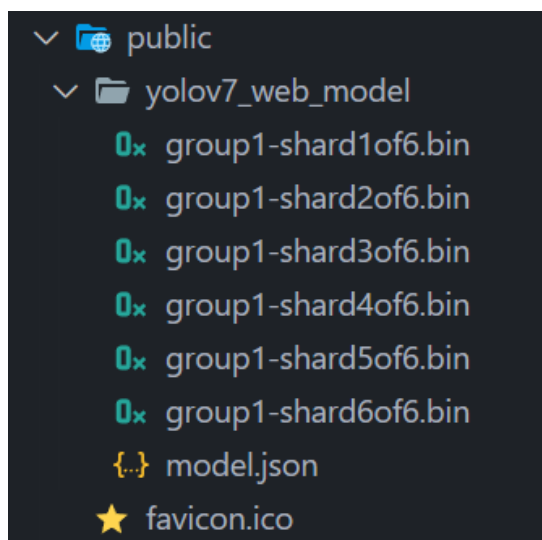 public
yolov7_web_model
group1-shard1of6.bin
group1-shard2of6.bin
group1-shard3of6.bin
group1-shard4of6.bin
group1-shard5of6.bin
group1-shard6of6.bin
{...} model.json
favicon.ico